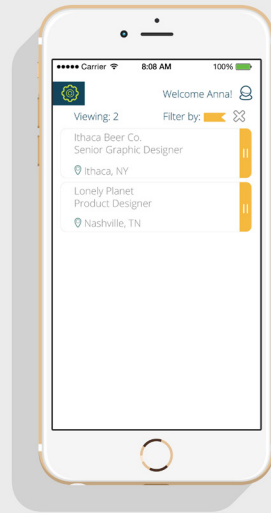 Carrier 8:08 AM 100%
Welcome Anna!
Viewing: 2 Filter by:
Ithaca Beer Co.
Senior Graphic Designer
Ithaca, NY
Lonely Planet
Product Designer
Nashville, TN